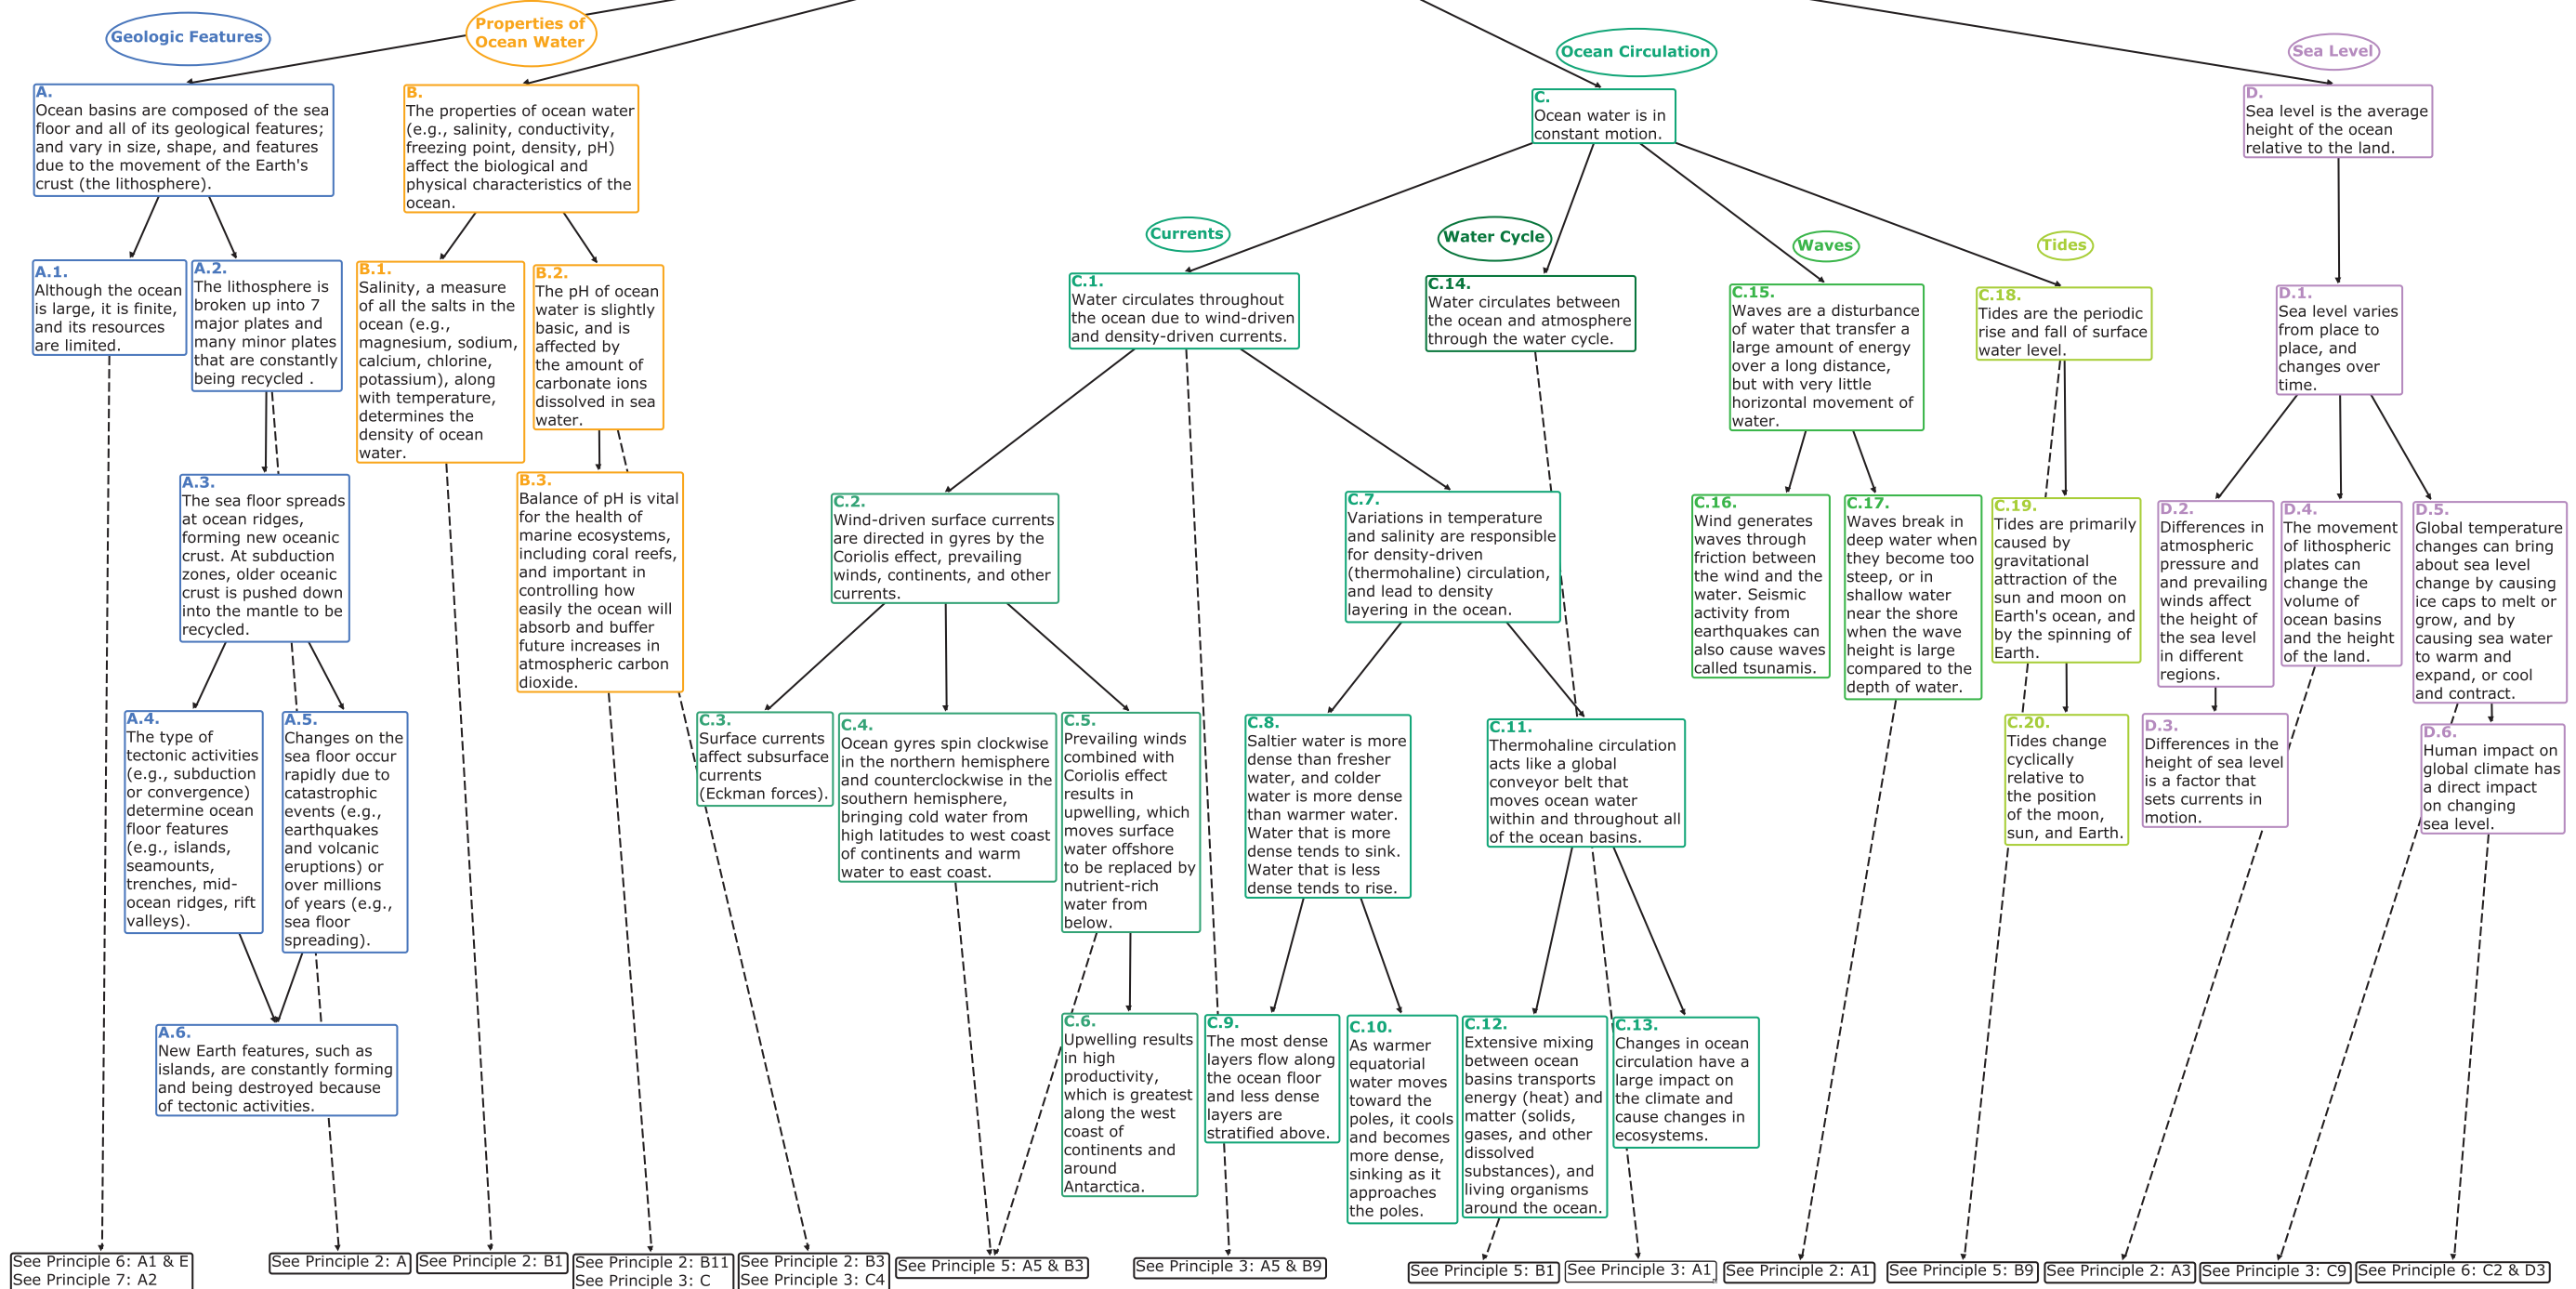 Geologic Features
Properties of
Ocean Water
Ocean Circulation
Sea Level
A.
Ocean basins are composed of the sea
floor and all of its geological features;
and vary in size, shape, and features
due to the movement of the Earth's
crust (the lithosphere).
B.
The properties of ocean water
(e.g., salinity, conductivity,
freezing point, density, pH)
affect the biological and
physical characteristics of the
ocean.
C.
Ocean water is in
constant motion.
D.
Sea level is the average
height of the ocean
relative to the land.
Currents
Water Cycle
Waves
Tides
A.1.
Although the ocean
is large, it is finite,
and its resources
are limited.
A.2.
The lithosphere is
broken up into 7
major plates and
many minor plates
that are constantly
being recycled .
B.1.
Salinity, a measure
of all the salts in the
ocean (e.g.,
magnesium, sodium,
calcium, chlorine,
potassium), along
with temperature,
determines the
density of ocean
water.
B.2.
The pH of ocean
water is slightly
basic, and is
affected by
the amount of
carbonate ions
dissolved in sea
water.
C.1.
Water circulates throughout
the ocean due to wind-driven
and density-driven currents.
C.14.
Water circulates between
the ocean and atmosphere
through the water cycle.
C.15.
Waves are a disturbance
of water that transfer a
large amount of energy
over a long distance,
but with very little
horizontal movement of
water.
C.18.
Tides are the periodic
rise and fall of surface
water level.
D.1.
Sea level varies
from place to
place, and
changes over
time.
A.3.
The sea floor spreads
at ocean ridges,
forming new oceanic
crust. At subduction
zones, older oceanic
crust is pushed down
into the mantle to be
recycled.
B.3.
Balance of pH is vital
for the health of
marine ecosystems,
including coral reefs,
and important in
controlling how
easily the ocean will
absorb and buffer
future increases in
atmospheric carbon
dioxide.
C.2.
Wind-driven surface currents
are directed in gyres by the
Coriolis effect, prevailing
winds, continents, and other
currents.
C.7.
Variations in temperature
and salinity are responsible
for density-driven
(thermohaline) circulation,
and lead to density
layering in the ocean.
C.16.
Wind generates
waves through
friction between
the wind and the
water. Seismic
activity from
earthquakes can
also cause waves
called tsunamis.
C.17.
Waves break in
deep water when
they become too
steep, or in
shallow water
near the shore
when the wave
height is large
compared to the
depth of water.
C.19.
Tides are primarily
caused by
gravitational
attraction of the
sun and moon on
Earth's ocean, and
by the spinning of
Earth.
D.2.
Differences in
atmospheric
pressure and
and prevailing
winds affect
the height of
the sea level
in different
regions.
D.4.
The movement
of lithospheric
plates can
change the
volume of
ocean basins
and the height
of the land.
D.5.
Global temperature
changes can bring
about sea level
change by causing
ice caps to melt or
grow, and by
causing sea water
to warm and
expand, or cool
and contract.
A.4.
The type of
tectonic activities
(e.g., subduction
or convergence)
determine ocean
floor features
(e.g., islands,
seamounts,
trenches, mid-
ocean ridges, rift
valleys).
A.5.
Changes on the
sea floor occur
rapidly due to
catastrophic
events (e.g.,
earthquakes
and volcanic
eruptions) or
over millions
of years (e.g.,
sea floor
spreading).
C.3.
Surface currents
affect subsurface
currents
(Eckman forces).
C.4.
Ocean gyres spin clockwise
in the northern hemisphere
and counterclockwise in the
southern hemisphere,
bringing cold water from
high latitudes to west coast
of continents and warm
water to east coast.
C.5.
Prevailing winds
combined with
Coriolis effect
results in
upwelling, which
moves surface
water offshore
to be replaced by
nutrient-rich
water from
below.
C.8.
Saltier water is more
dense than fresher
water, and colder
water is more dense
than warmer water.
Water that is more
dense tends to sink.
Water that is less
dense tends to rise.
C.11.
Thermohaline circulation
acts like a global
conveyor belt that
moves ocean water
within and throughout all
of the ocean basins.
C.20.
Tides change
cyclically
relative to
the position
of the moon,
sun, and Earth.
D.3.
Differences in the
height of sea level
is a factor that
sets currents in
motion.
D.6.
Human impact on
global climate has
a direct impact
on changing
sea level.
A.6.
New Earth features, such as
islands, are constantly forming
and being destroyed because
of tectonic activities.
C.6.
Upwelling results
in high
productivity,
which is greatest
along the west
coast of
continents and
around
Antarctica.
C.9.
The most dense
layers flow along
the ocean floor
and less dense
layers are
stratified above.
C.10.
As warmer
equatorial
water moves
toward the
poles, it cools
and becomes
more dense,
sinking as it
approaches
the poles.
C.12.
Extensive mixing
between ocean
basins transports
energy (heat) and
matter (solids,
gases, and other
dissolved
substances), and
living organisms
around the ocean.
C.13.
Changes in ocean
circulation have a
large impact on
the climate and
cause changes in
ecosystems.
See Principle 6: A1 & E
See Principle 7: A2
See Principle 2: A
See Principle 2: B1
See Principle 2: B11
See Principle 3: C
See Principle 2: B3
See Principle 3: C4
See Principle 5: A5 & B3
See Principle 3: A5 & B9
See Principle 5: B1
See Principle 3: A1
See Principle 2: A1
See Principle 5: B9
See Principle 2: A3
See Principle 3: C9
See Principle 6: C2 & D3